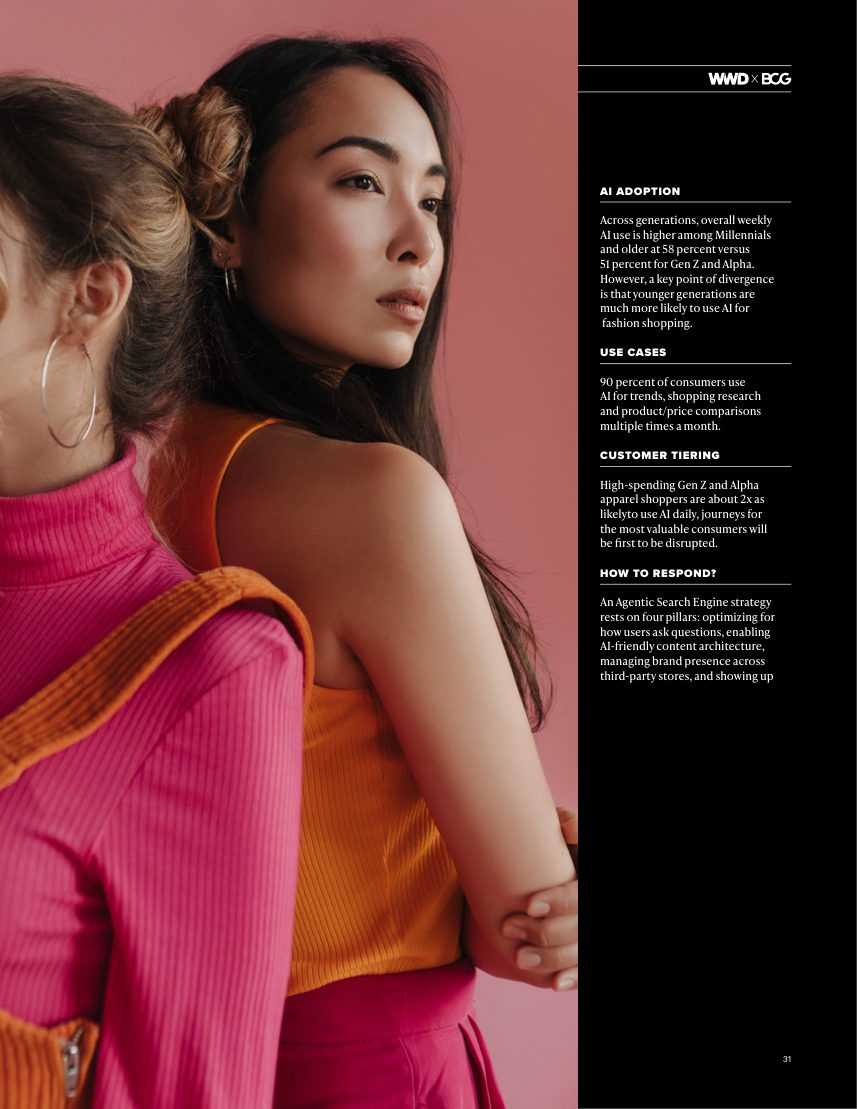 WWD × BCG
AI ADOPTION
Across generations, overall weekly
AI use is higher among Millennials
and older at 58 percent versus
51 percent for Gen Z and Alpha.
However, a key point of divergence
is that younger generations are
much more likely to use AI for
fashion shopping.
USE CASES
90 percent of consumers use
AI for trends, shopping research
and product/price comparisons
multiple times a month.
CUSTOMER TIERING
High-spending Gen Z and Alpha
apparel shoppers are about 2x as
likelyto use AI daily, journeys for
the most valuable consumers will
be first to be disrupted.
HOW TO RESPOND?
An Agentic Search Engine strategy
rests on four pillars: optimizing for
how users ask questions, enabling
AI-friendly content architecture,
managing brand presence across
third-party stores, and showing up
31